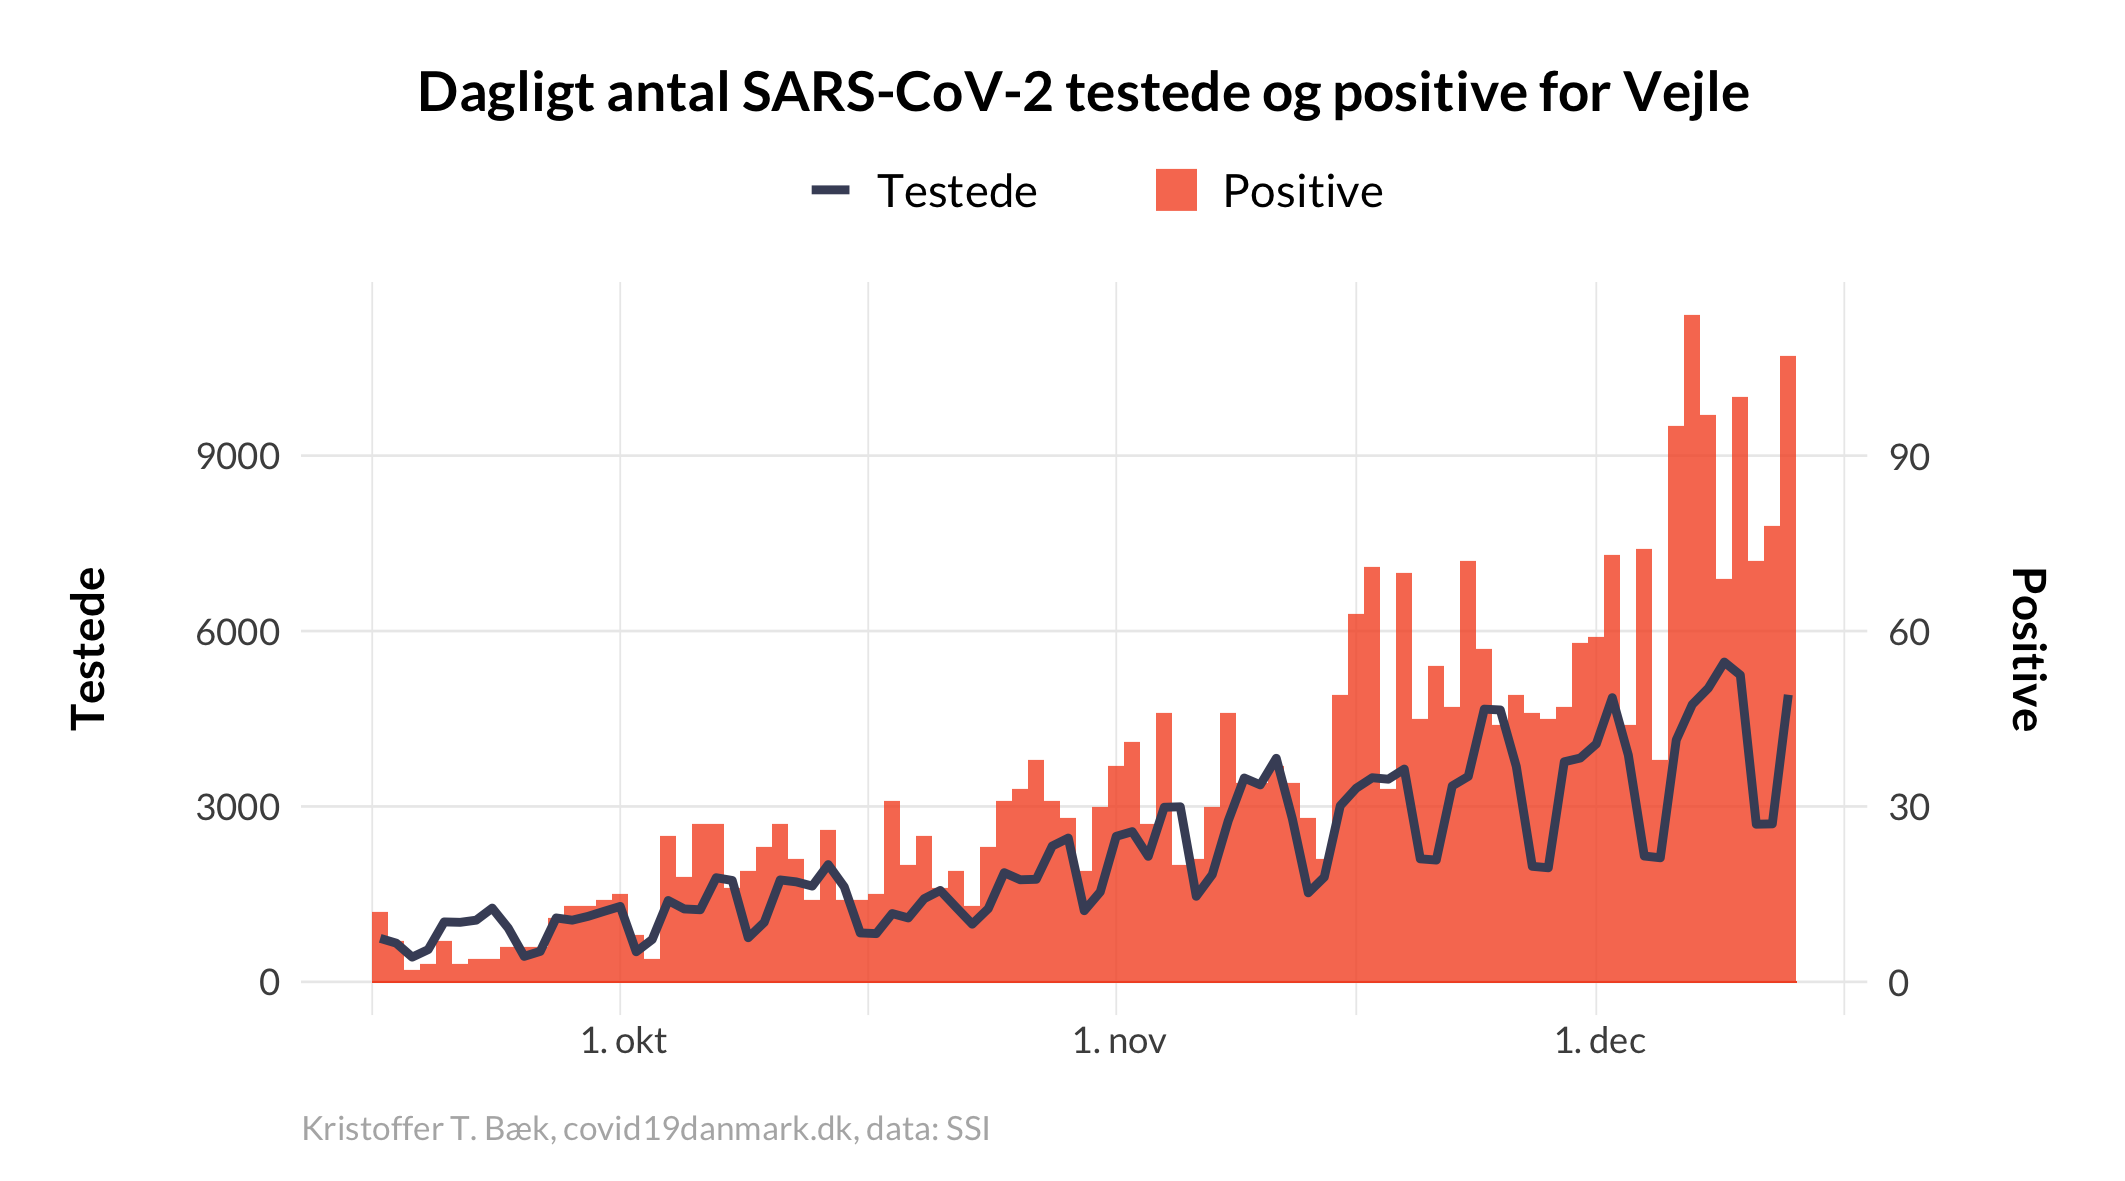 Dagligt antal SARS-CoV-2 testede og positive for Vejle
Testede
Positive
9000
6000
3000
0
Testede
90
60
30
0
Positive
1. okt
1. nov
1. dec
Kristoffer T. Bæk, covid19danmark.dk, data: SSI